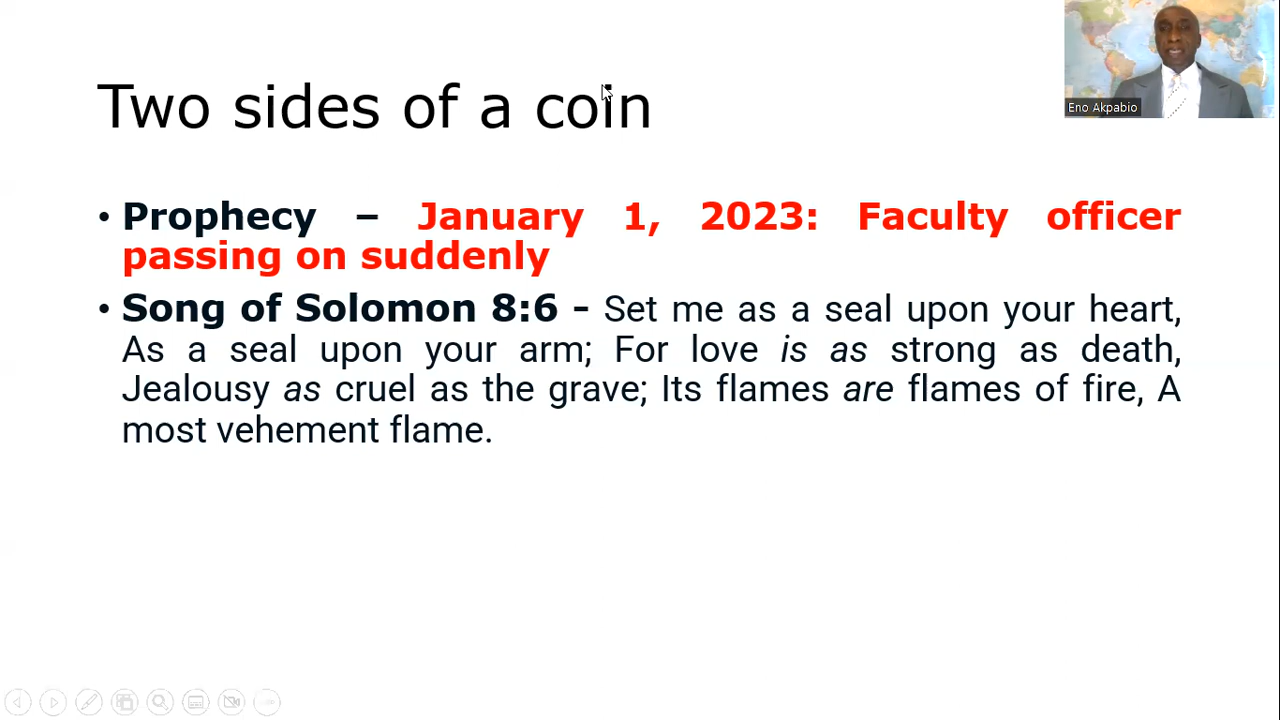 Two sides of a coin
Eno Akpabio
• Prophecy – January 1, 2023: Faculty officer
passing on suddenly
• Song of Solomon 8:6 - Set me as a seal upon your heart,
As a seal upon your arm; For love is as strong as death,
Jealousy as cruel as the grave; Its flames are flames of fire, A
most vehement flame.